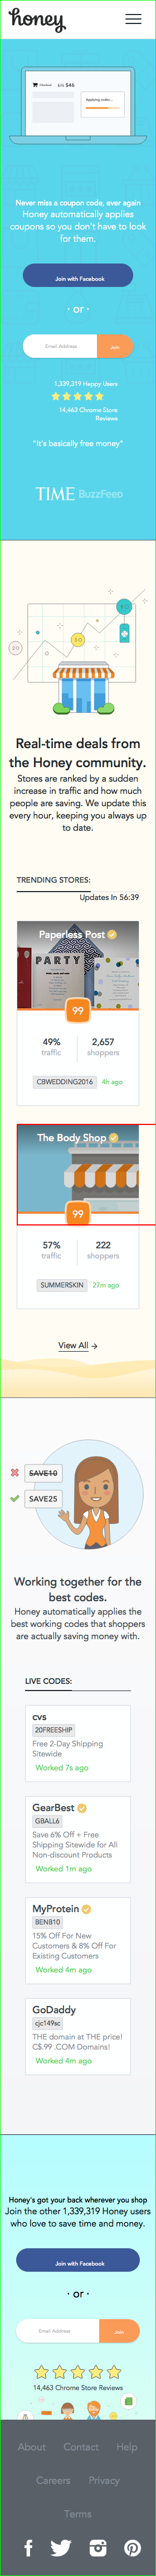 honey
Checkout $75 $46
Applying codes...
Never miss a coupon code, ever again
Honey automatically applies
coupons so you don't have to look
for them.
Join with Facebook
· or ·
Email Address
Join
1,339,319 Happy Users
14,463 Chrome Store
Reviews
"It's basically free money"
TIME BuzzFeed
Real-time deals from
the Honey community.
Stores are ranked by a sudden
increase in traffic and how much
people are saving. We update this
every hour, keeping you always up
to date.
TRENDING STORES:
Updates In 56:39
Paperless Post
PARTY
99
49%
traffic
2,657
shoppers
CBWEDDING2016 4h ago
The Body Shop
99
57%
traffic
222
shoppers
SUMMERSKIN 27m ago
View All →
SAVE10
SAVE25
Working together for the
best codes.
Honey automatically applies the
best working codes that shoppers
are actually saving money with.
LIVE CODES:
CVS
20FREESHIP
Free 2-Day Shipping
Sitewide
Worked 7s ago
GearBest
GBALL6
Save 6% Off + Free
Shipping Sitewide for All
Non-discount Products
Worked 1m ago
MyProtein
BENB10
15% Off For New
Customers & 8% Off For
Existing Customers
Worked 4m ago
GoDaddy
cjc149sc
THE domain at THE price!
C$.99 .COM Domains!
Worked 4m ago
Honey's got your back wherever you shop
Join the other 1,339,319 Honey users
who love to save time and money.
Join with Facebook
· or ·
Email Address
Join
14,463 Chrome Store Reviews
About Contact Help
Careers Privacy
Terms